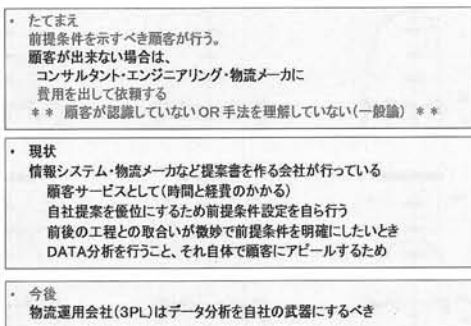 ・ たてまえ
前提条件を示すべき顧客が行う。
顧客が出来ない場合は、
コンサルタント・エンジニアリング・物流メーカに
費用を出して依頼する
** 顧客が認識していないOR手法を理解していない(一般論) **
・ 現状
情報システム・物流メーカなど提案書を作る会社が行っている
顧客サービスとして(時間と経費のかかる)
自社提案を優位にするため前提条件設定を自ら行う
前後の工程との取合いが微妙で前提条件を明確にしたいとき
DATA分析を行うこと、それ自体で顧客にアピールするため
・ 今後
物流運用会社(3PL)はデータ分析を自社の武器にするべき